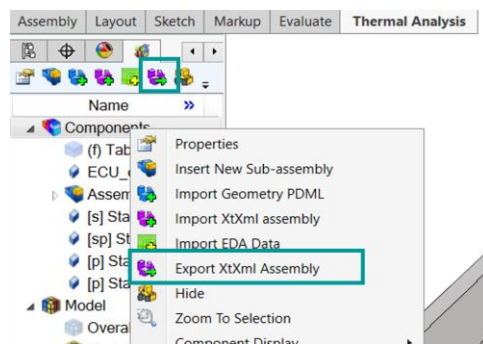 Assembly Layout Sketch Markup Evaluate Thermal Analysis
Name
Components
(f) Tab
ECU_
Assem
[s] Sta
[sp] St
[p] Sta
[p] Sta
Model
Overal
Properties
Insert New Sub-assembly
Import Geometry PDML
Import XtXml assembly
Import EDA Data
Export XtXml Assembly
Hide
Zoom To Selection
Component Display